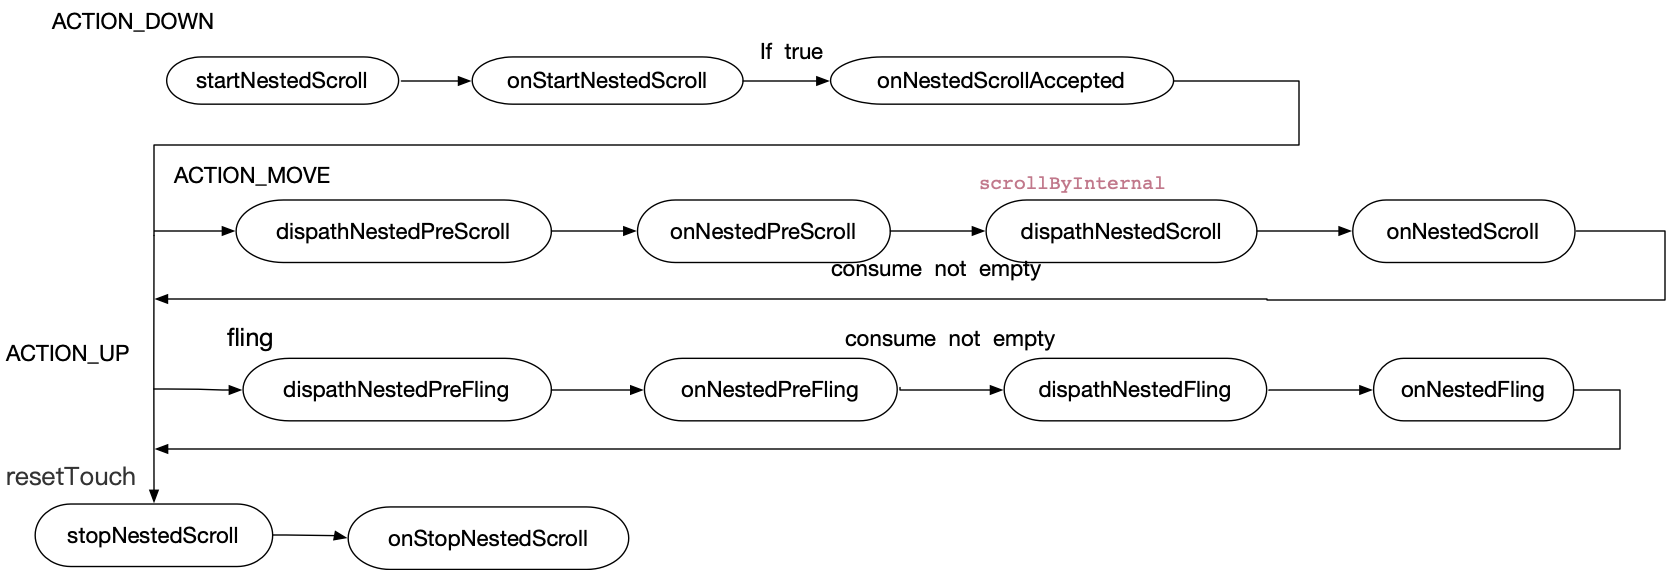 ACTION_DOWN
If true
startNestedScroll
onStartNestedScroll
onNestedScrollAccepted
ACTION_MOVE
scrollByInternal
dispathNestedPreScroll
onNestedPreScroll
dispathNestedScroll
onNestedScroll
consume not empty
fling
consume not empty
ACTION_UP
dispathNestedPreFling
onNestedPreFling
dispathNestedFling
onNestedFling
resetTouch
stopNestedScroll
onStopNestedScroll